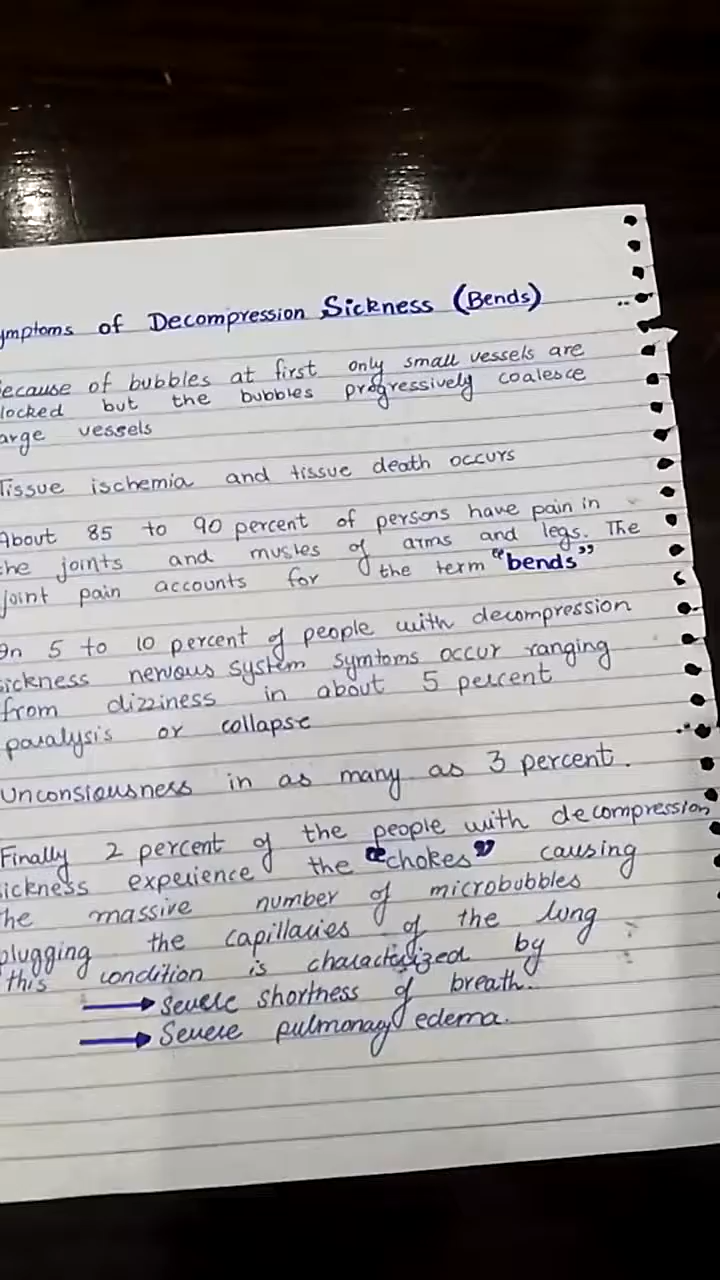 ymptoms of Decompression Sickness (Bends)
ecause of bubbles at first only small vessels are
locked but the bubbles progressively coalesce
arge vessels
Tissue ischemia and tissue death occurs
About 85 to 90 percent of persons have pain in
he joints and musles of arms and legs. The
joint pain accounts for the term "bends"
In 5 to 10 percent of people with decompression
ickness nervous system symtoms occur ranging
from dizziness in about 5 percent
paralysis or collapse
Unconsiousness in as many as 3 percent.
Finally 2 percent of the people with decompression
ickness experience the "chokes" causing
he massive number of microbubbles
plugging the capillaries of the lung
this condition is characterized by
→ Severe shortness of breath.
→ Severe pulmonary edema.